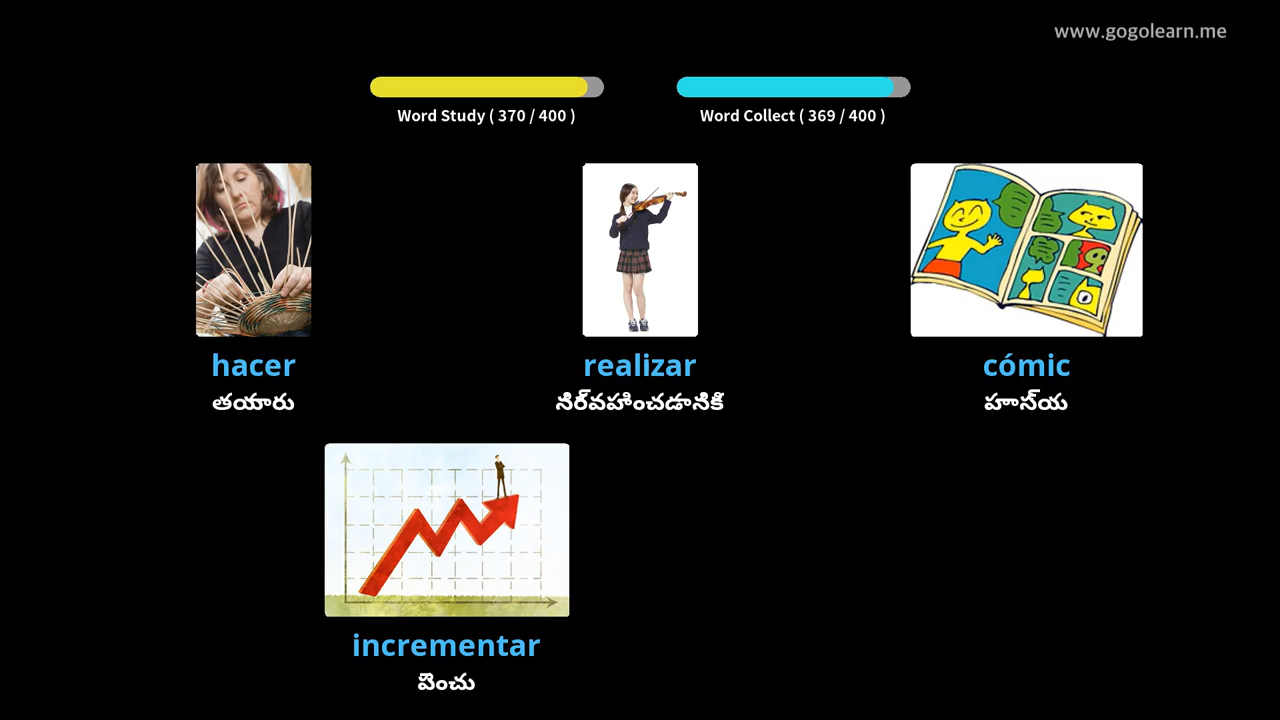 www.gogolearn.me
Word Study ( 370 / 400 )
Word Collect ( 369 / 400 )
hacer
realizar
cómic
తయారు
నిర్వహించడానికి
హాస్య
incrementar
పెంచు